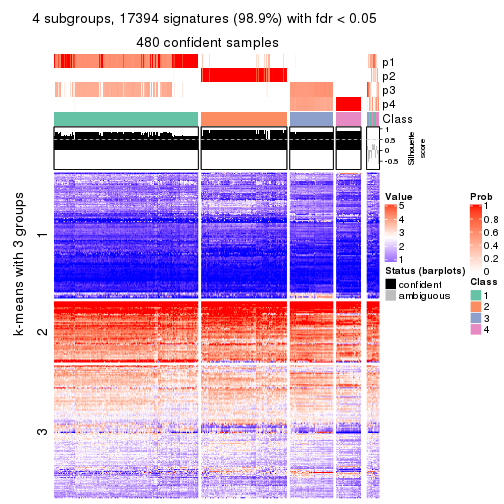 4 subgroups, 17394 signatures (98.9%) with fdr < 0.05
480 confident samples
p1
p2
p3
p4
Class
1
0.5
0
-0.5
Silhouette
score
k-means with 3 groups
1
2
3
Value
5
4
3
2
1
Status (barplots)
confident
ambiguous
Prob
1
0.8
0.6
0.4
0.2
0
Class
1
2
3
4